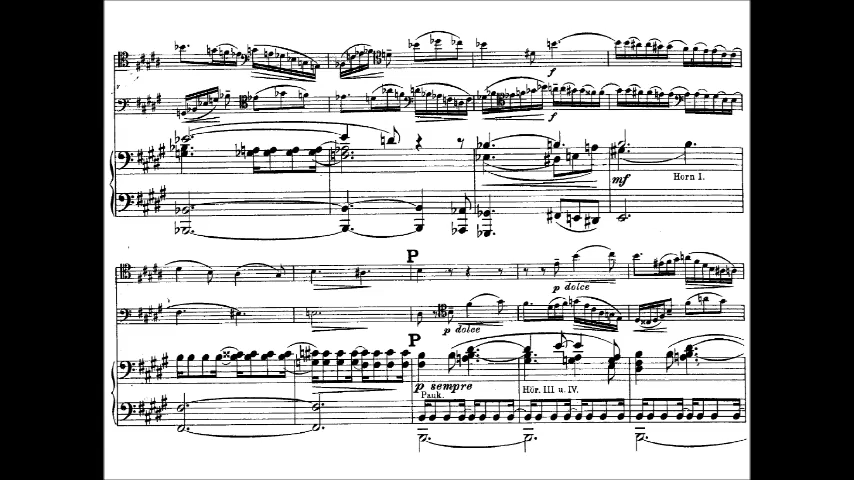 f
f
mf Horn I.
P
p dolce
p dolce
P
p sempre
Pauk.
Hör. III u. IV.